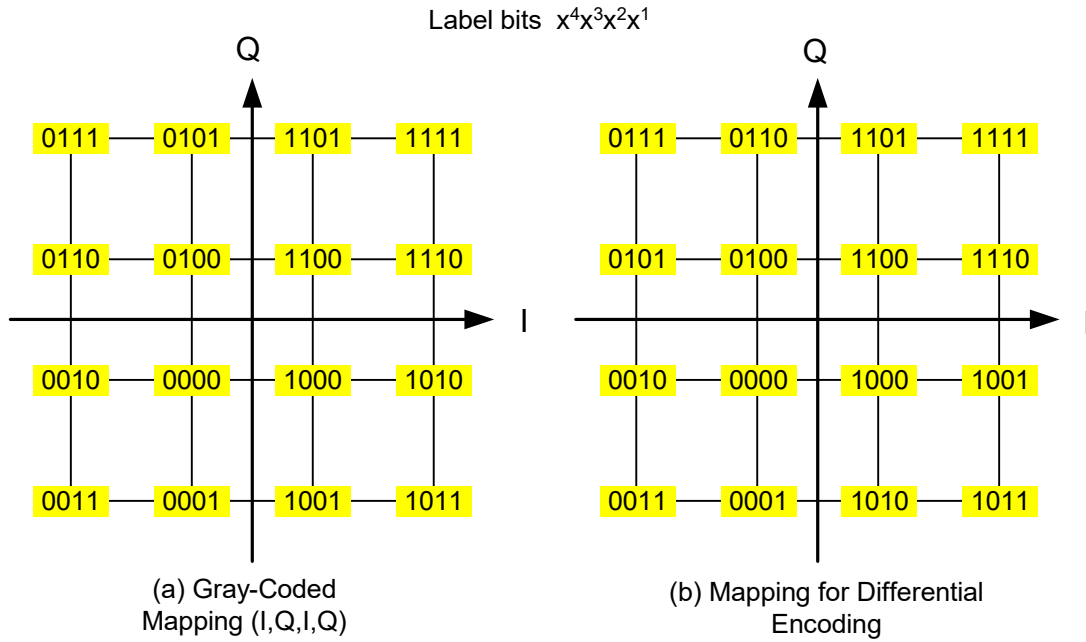 Label bits x⁴x³x²x¹
Q Q
0111 0101 1101 1111 0111 0110 1101 1111
0110 0100 1100 1110 0101 0100 1100 1110
I
0010 0000 1000 1010 0010 0000 1000 1001
0011 0001 1001 1011 0011 0001 1010 1011
(a) Gray-Coded
Mapping (I,Q,I,Q)
(b) Mapping for Differential
Encoding